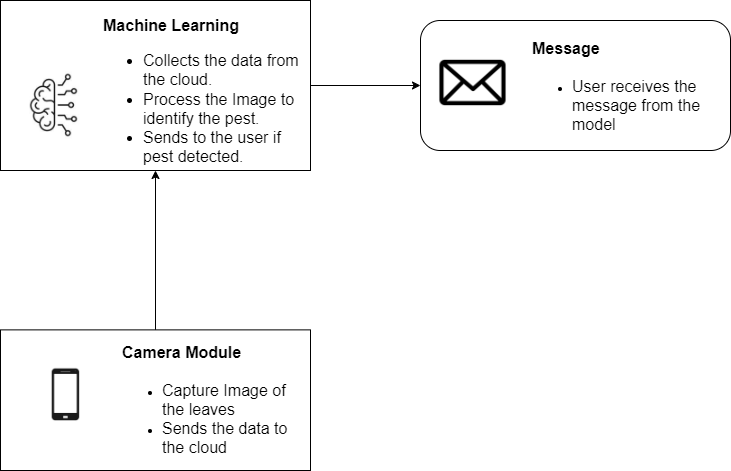 Machine Learning
• Collects the data from
the cloud.
• Process the Image to
identify the pest.
• Sends to the user if
pest detected.
Message
• User receives the
message from the
model
Camera Module
• Capture Image of
the leaves
• Sends the data to
the cloud